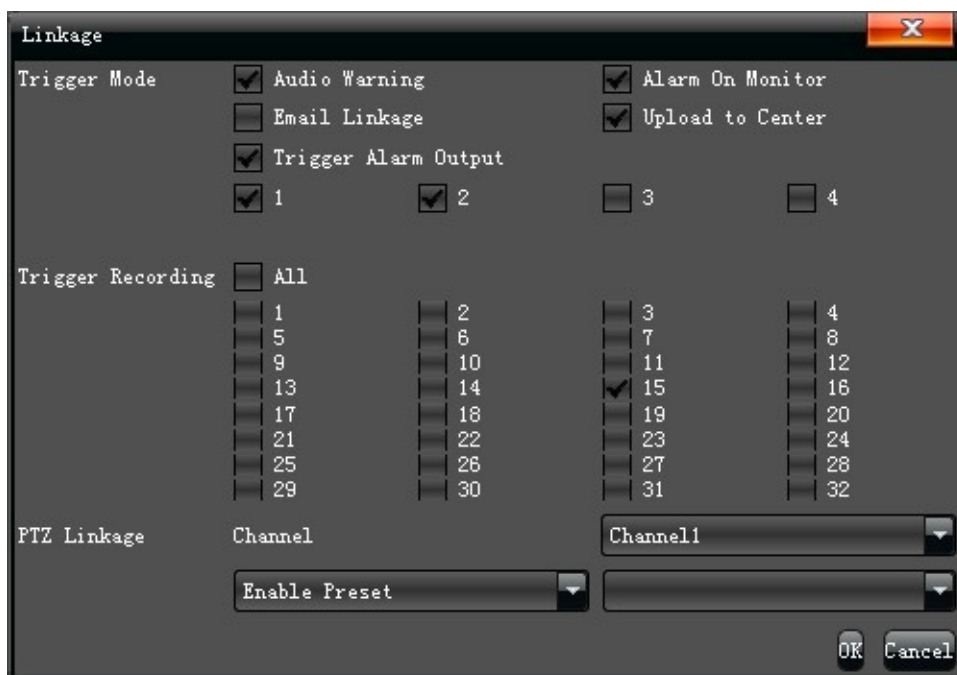 Linkage
Trigger Mode Audio Warning Alarm On Monitor
Email Linkage Upload to Center
Trigger Alarm Output
1 2 3 4
Trigger Recording All
1 2 3 4
5 6 7 8
9 10 11 12
13 14 15 16
17 18 19 20
21 22 23 24
25 26 27 28
29 30 31 32
PTZ Linkage Channel Channel1
Enable Preset
OK Cancel